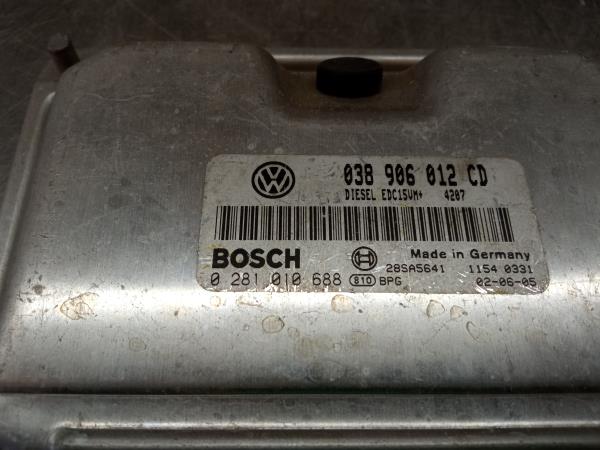 038 906 012 CD
DIESEL EDC15VM+ 4207
BOSCH Made in Germany
28SA5641 1154 0331
0 281 010 688 810 BPG 02-06-05